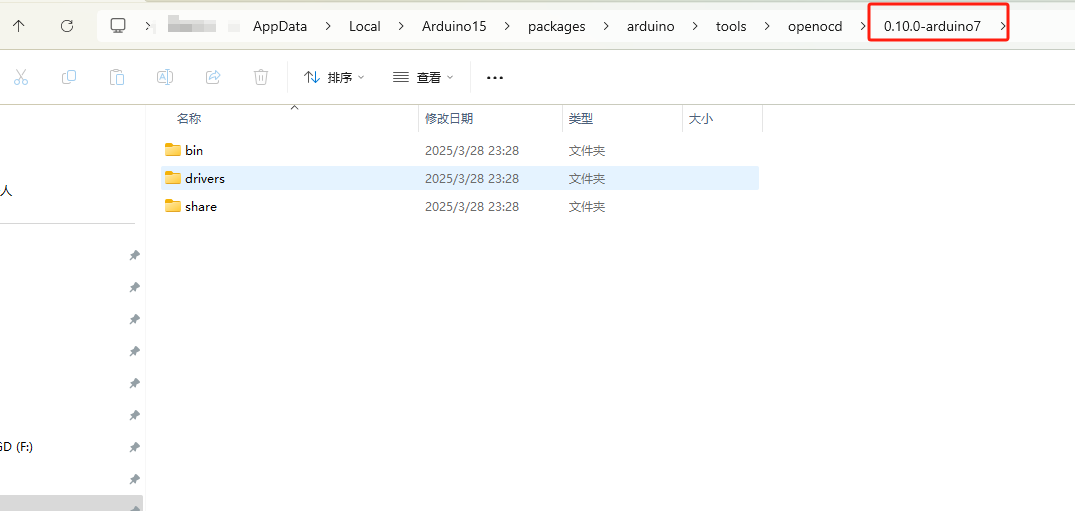 AppData > Local > Arduino15 > packages > arduino > tools > openocd > 0.10.0-arduino7 >
排序 查看 ...
名称 修改日期 类型 大小
bin 2025/3/28 23:28 文件夹
drivers 2025/3/28 23:28 文件夹
人
share 2025/3/28 23:28 文件夹
GD (F:)